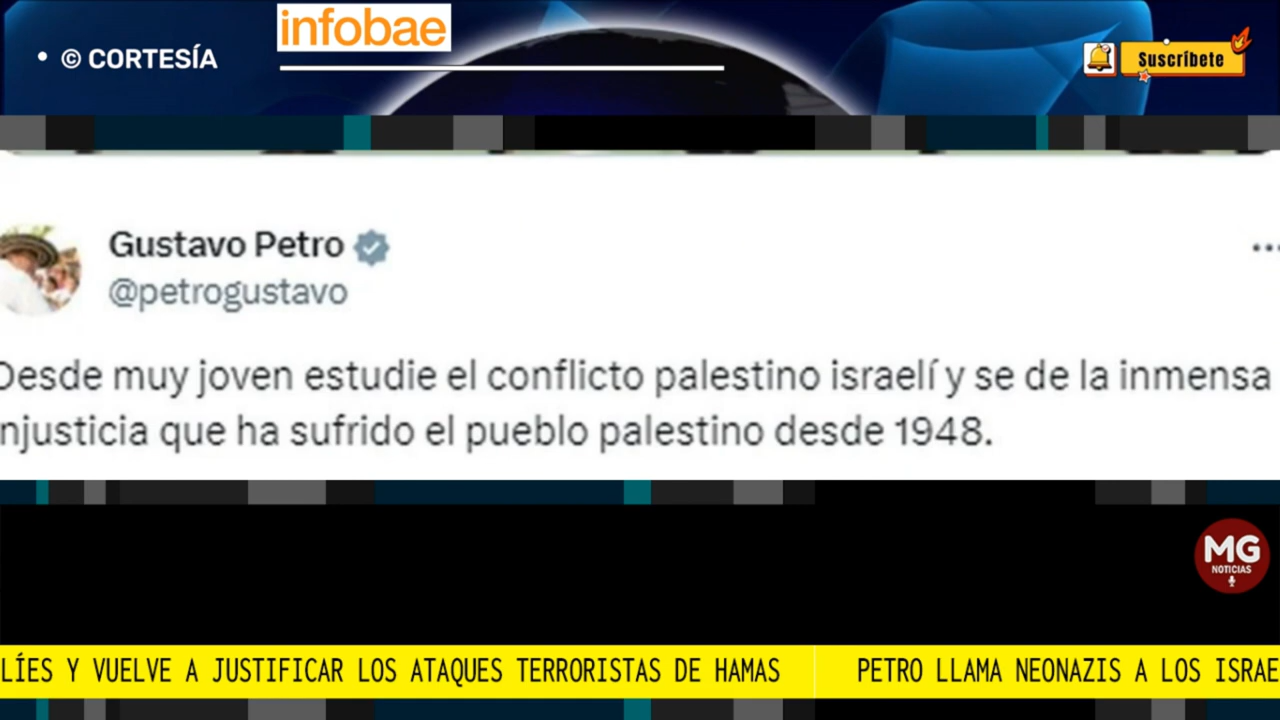 • © CORTESÍA
infobae
Suscríbete
Gustavo Petro
@petrogustavo
Desde muy joven estudie el conflicto palestino israelí y se de la inmensa
njusticia que ha sufrido el pueblo palestino desde 1948.
MG
NOTICIAS
LÍES Y VUELVE A JUSTIFICAR LOS ATAQUES TERRORISTAS DE HAMAS PETRO LLAMA NEONAZIS A LOS ISRAE